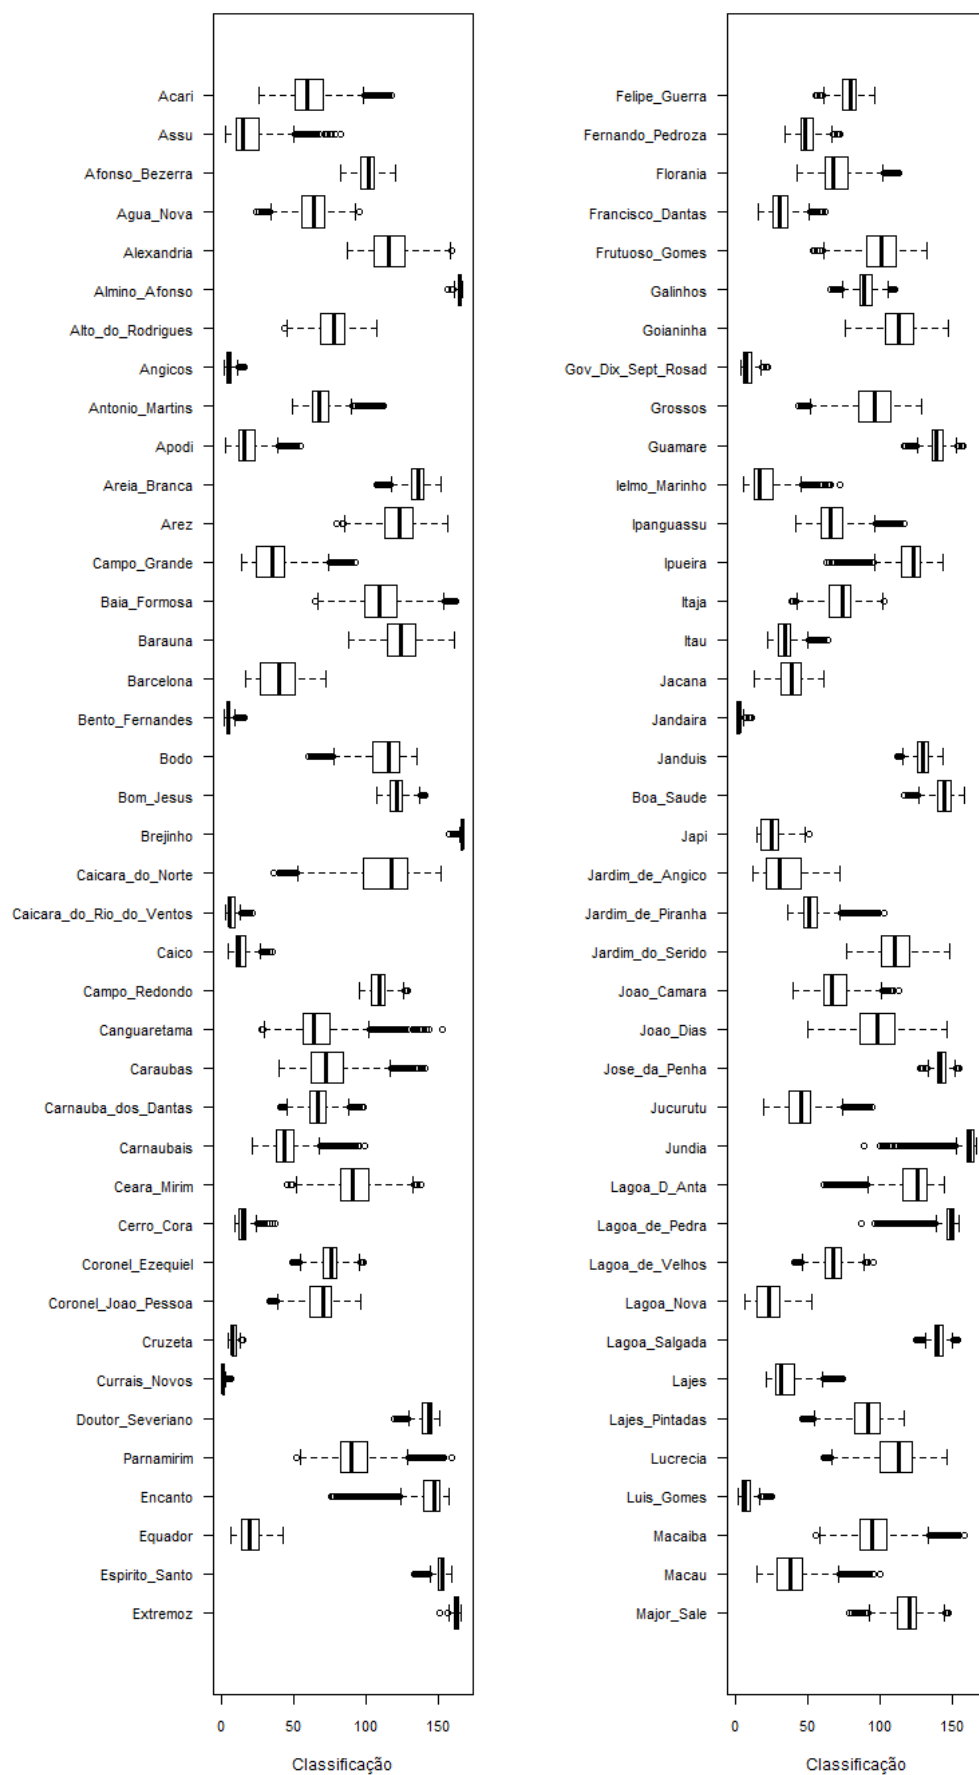 Acari
Assu
Afonso_Bezerra
Agua_Nova
Alexandria
Almino_Afonso
Alto_do_Rodrigues
Angicos
Antonio_Martins
Apodi
Areia_Branca
Arez
Campo_Grande
Baia_Formosa
Barauna
Barcelona
Bento_Fernandes
Bodo
Bom_Jesus
Brejinho
Caicara_do_Norte
Caicara_do_Rio_do_Ventos
Caico
Campo_Redondo
Canguaretama
Caraubas
Carnauba_dos_Dantas
Carnaubais
Ceara_Mirim
Cerro_Cora
Coronel_Ezequiel
Coronel_Joao_Pessoa
Cruzeta
Currais_Novos
Doutor_Severiano
Parnamirim
Encanto
Equador
Espirito_Santo
Extremoz
0 50 100 150
Classificação
Felipe_Guerra
Fernando_Pedroza
Florania
Francisco_Dantas
Frutuoso_Gomes
Galinhos
Goianinha
Gov_Dix_Sept_Rosad
Grossos
Guamare
Ielmo_Marinho
Ipanguassu
Ipueira
Itaja
Itau
Jacana
Jandaira
Janduis
Boa_Saude
Japi
Jardim_de_Angico
Jardim_de_Piranha
Jardim_do_Serido
Joao_Camara
Joao_Dias
Jose_da_Penha
Jucurutu
Jundia
Lagoa_D_Anta
Lagoa_de_Pedra
Lagoa_de_Velhos
Lagoa_Nova
Lagoa_Salgada
Lajes
Lajes_Pintadas
Lucrecia
Luis_Gomes
Macaiba
Macau
Major_Sale
0 50 100 150
Classificação